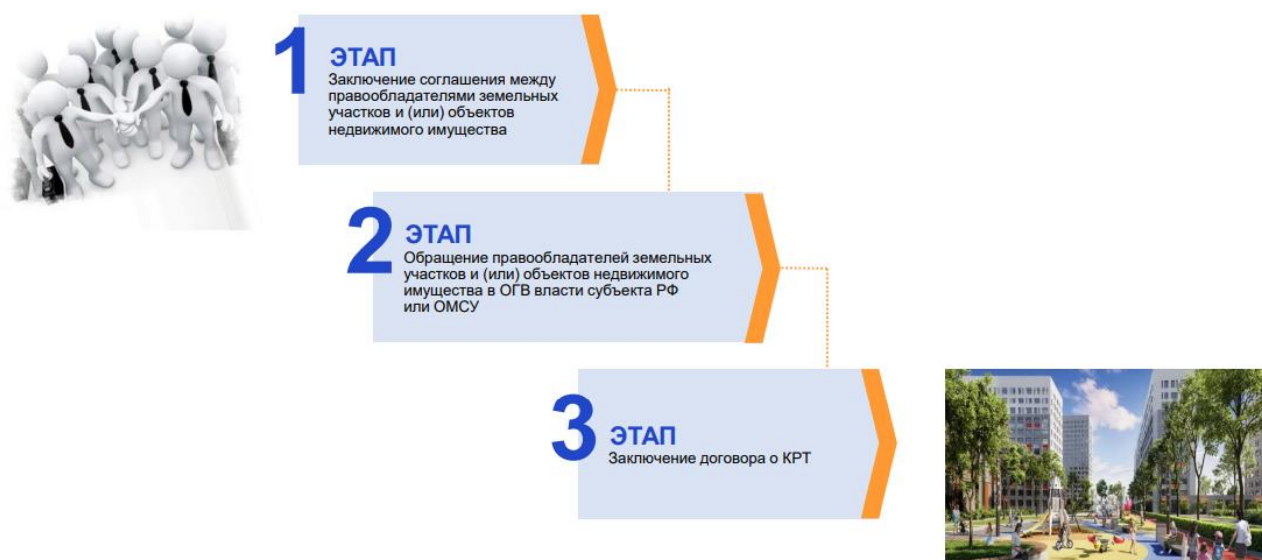 1 ЭТАП
Заключение соглашения между
правообладателями земельных
участков и (или) объектов
недвижимого имущества
2 ЭТАП
Обращение правообладателей земельных
участков и (или) объектов недвижимого
имущества в ОГВ власти субъекта РФ
или ОМСУ
3 ЭТАП
Заключение договора о КРТ